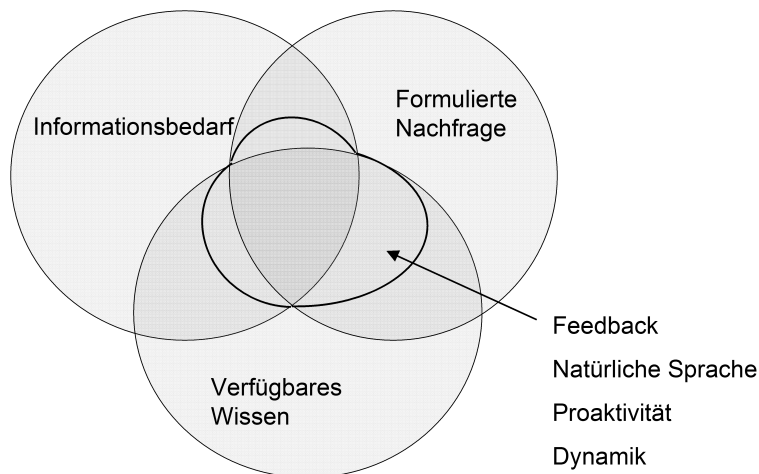 Informationsbedarf
Formulierte
Nachfrage
Verfügbares
Wissen
Feedback
Natürliche Sprache
Proaktivität
Dynamik